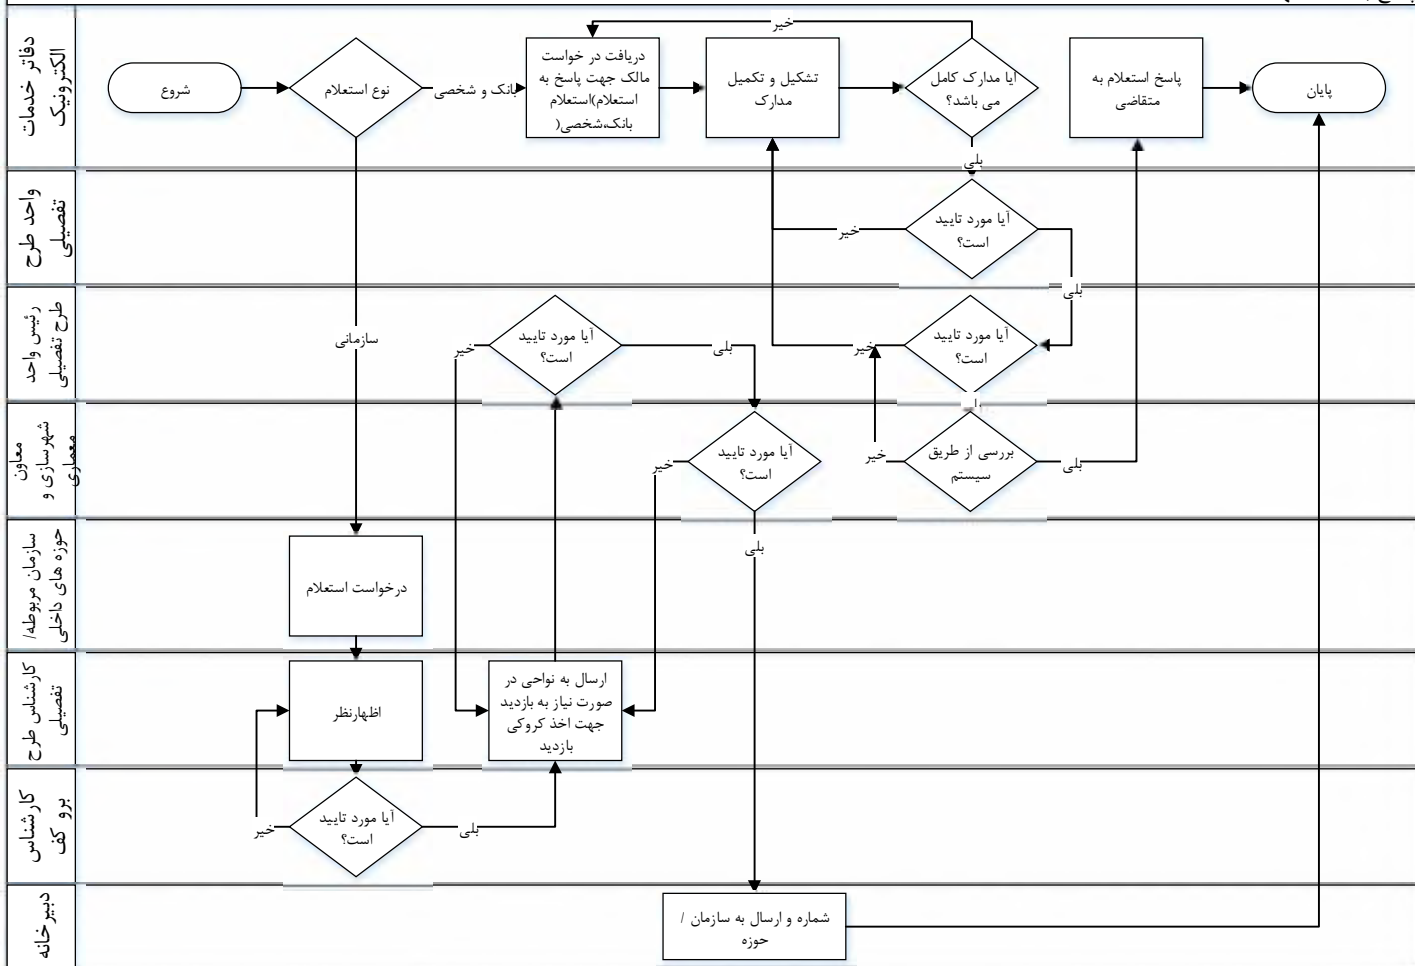 دفاتر خدمات
الکترونیک
شروع
نوع استعلام
بانک و شخصی
دریافت در خواست
مالک جهت پاسخ به
استعلام)استعلام
بانک،شخصی(
تشکیل و تکمیل
مدارک
خیر
آیا مدارک کامل
می باشد؟
بلی
پاسخ استعلام به
متقاضی
پایان
واحد طرح
تفصیلی
خیر
آیا مورد تایید
است؟
بلی
رئیس واحد
طرح تفصیلی
سازمانی
خیر
آیا مورد تایید
است؟
بلی
خیر
آیا مورد تایید
است؟
معاون
شهرسازی و
معماری
خیر
آیا مورد تایید
است؟
بلی
خیر
بررسی از طریق
سیستم
بلی
سازمان مربوطه/
حوزه های داخلی
درخواست استعلام
کارشناس طرح
تفصیلی
اظهارنظر
ارسال به نواحی در
صورت نیاز به بازدید
جهت اخذ کروکی
بازدید
کارشناس
برو کف
خیر
آیا مورد تایید
است؟
بلی
دبیرخانه
شماره و ارسال به سازمان /
حوزه